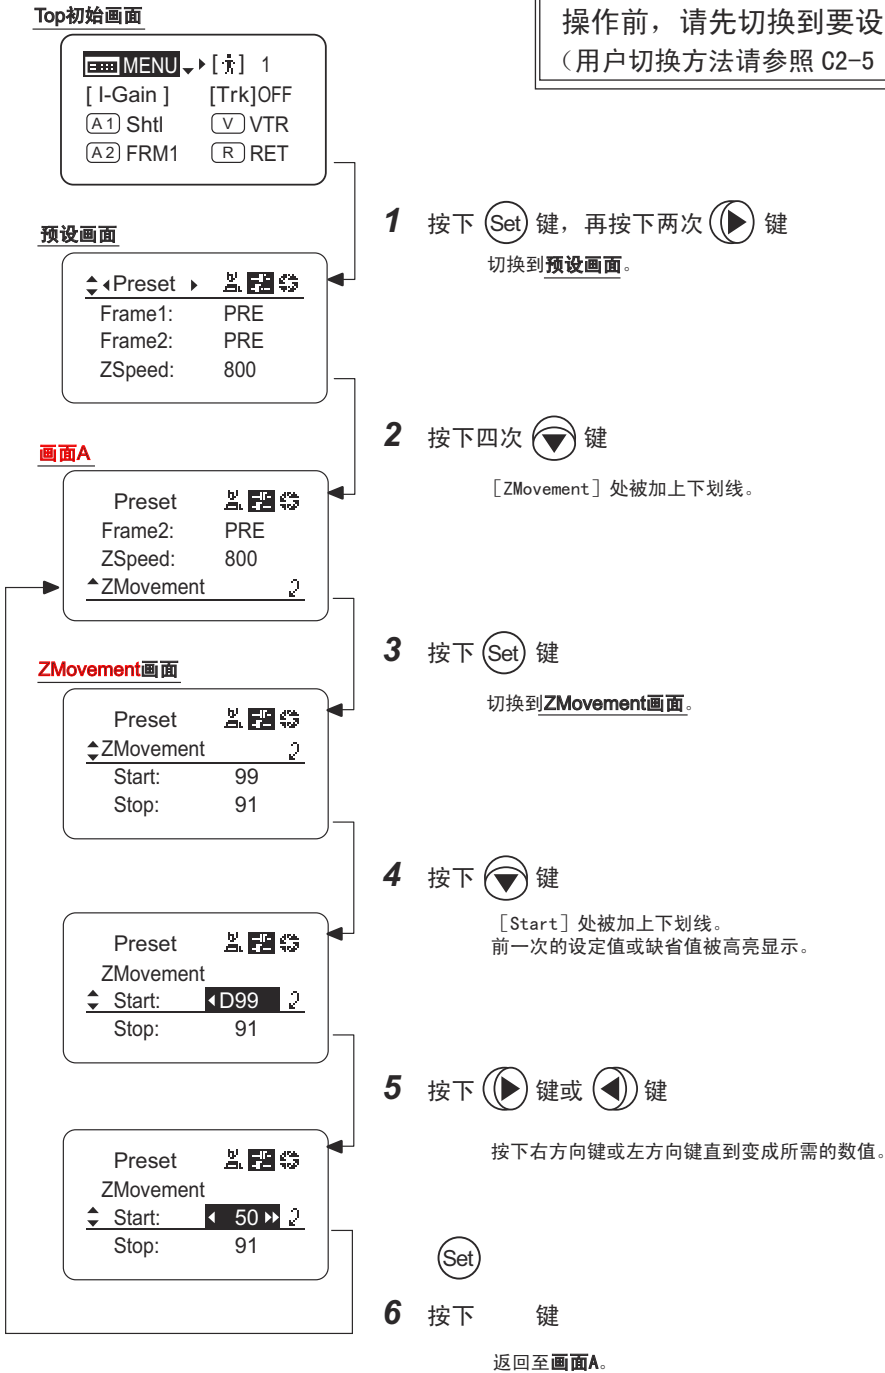 Top初始画面
操作前，请先切换到要设
（用户切换方法请参照 C2-5
MENU [ ] 1
[ I-Gain ] [Trk]OFF
A1 Shtl V VTR
A2 FRM1 R RET
1 按下 Set 键，再按下两次 键
切换到预设画面。
预设画面
Preset
Frame1: PRE
Frame2: PRE
ZSpeed: 800
2 按下四次 键
［ZMovement］处被加上下划线。
画面A
Preset
Frame2: PRE
ZSpeed: 800
ZMovement
3 按下 Set 键
切换到ZMovement画面。
ZMovement画面
Preset
ZMovement
Start: 99
Stop: 91
4 按下 键
［Start］处被加上下划线。
前一次的设定值或缺省值被高亮显示。
Preset
ZMovement
Start: D99
Stop: 91
5 按下 键或 键
按下右方向键或左方向键直到变成所需的数值。
Preset
ZMovement
Start: 50
Stop: 91
Set
6 按下 键
返回至画面A。